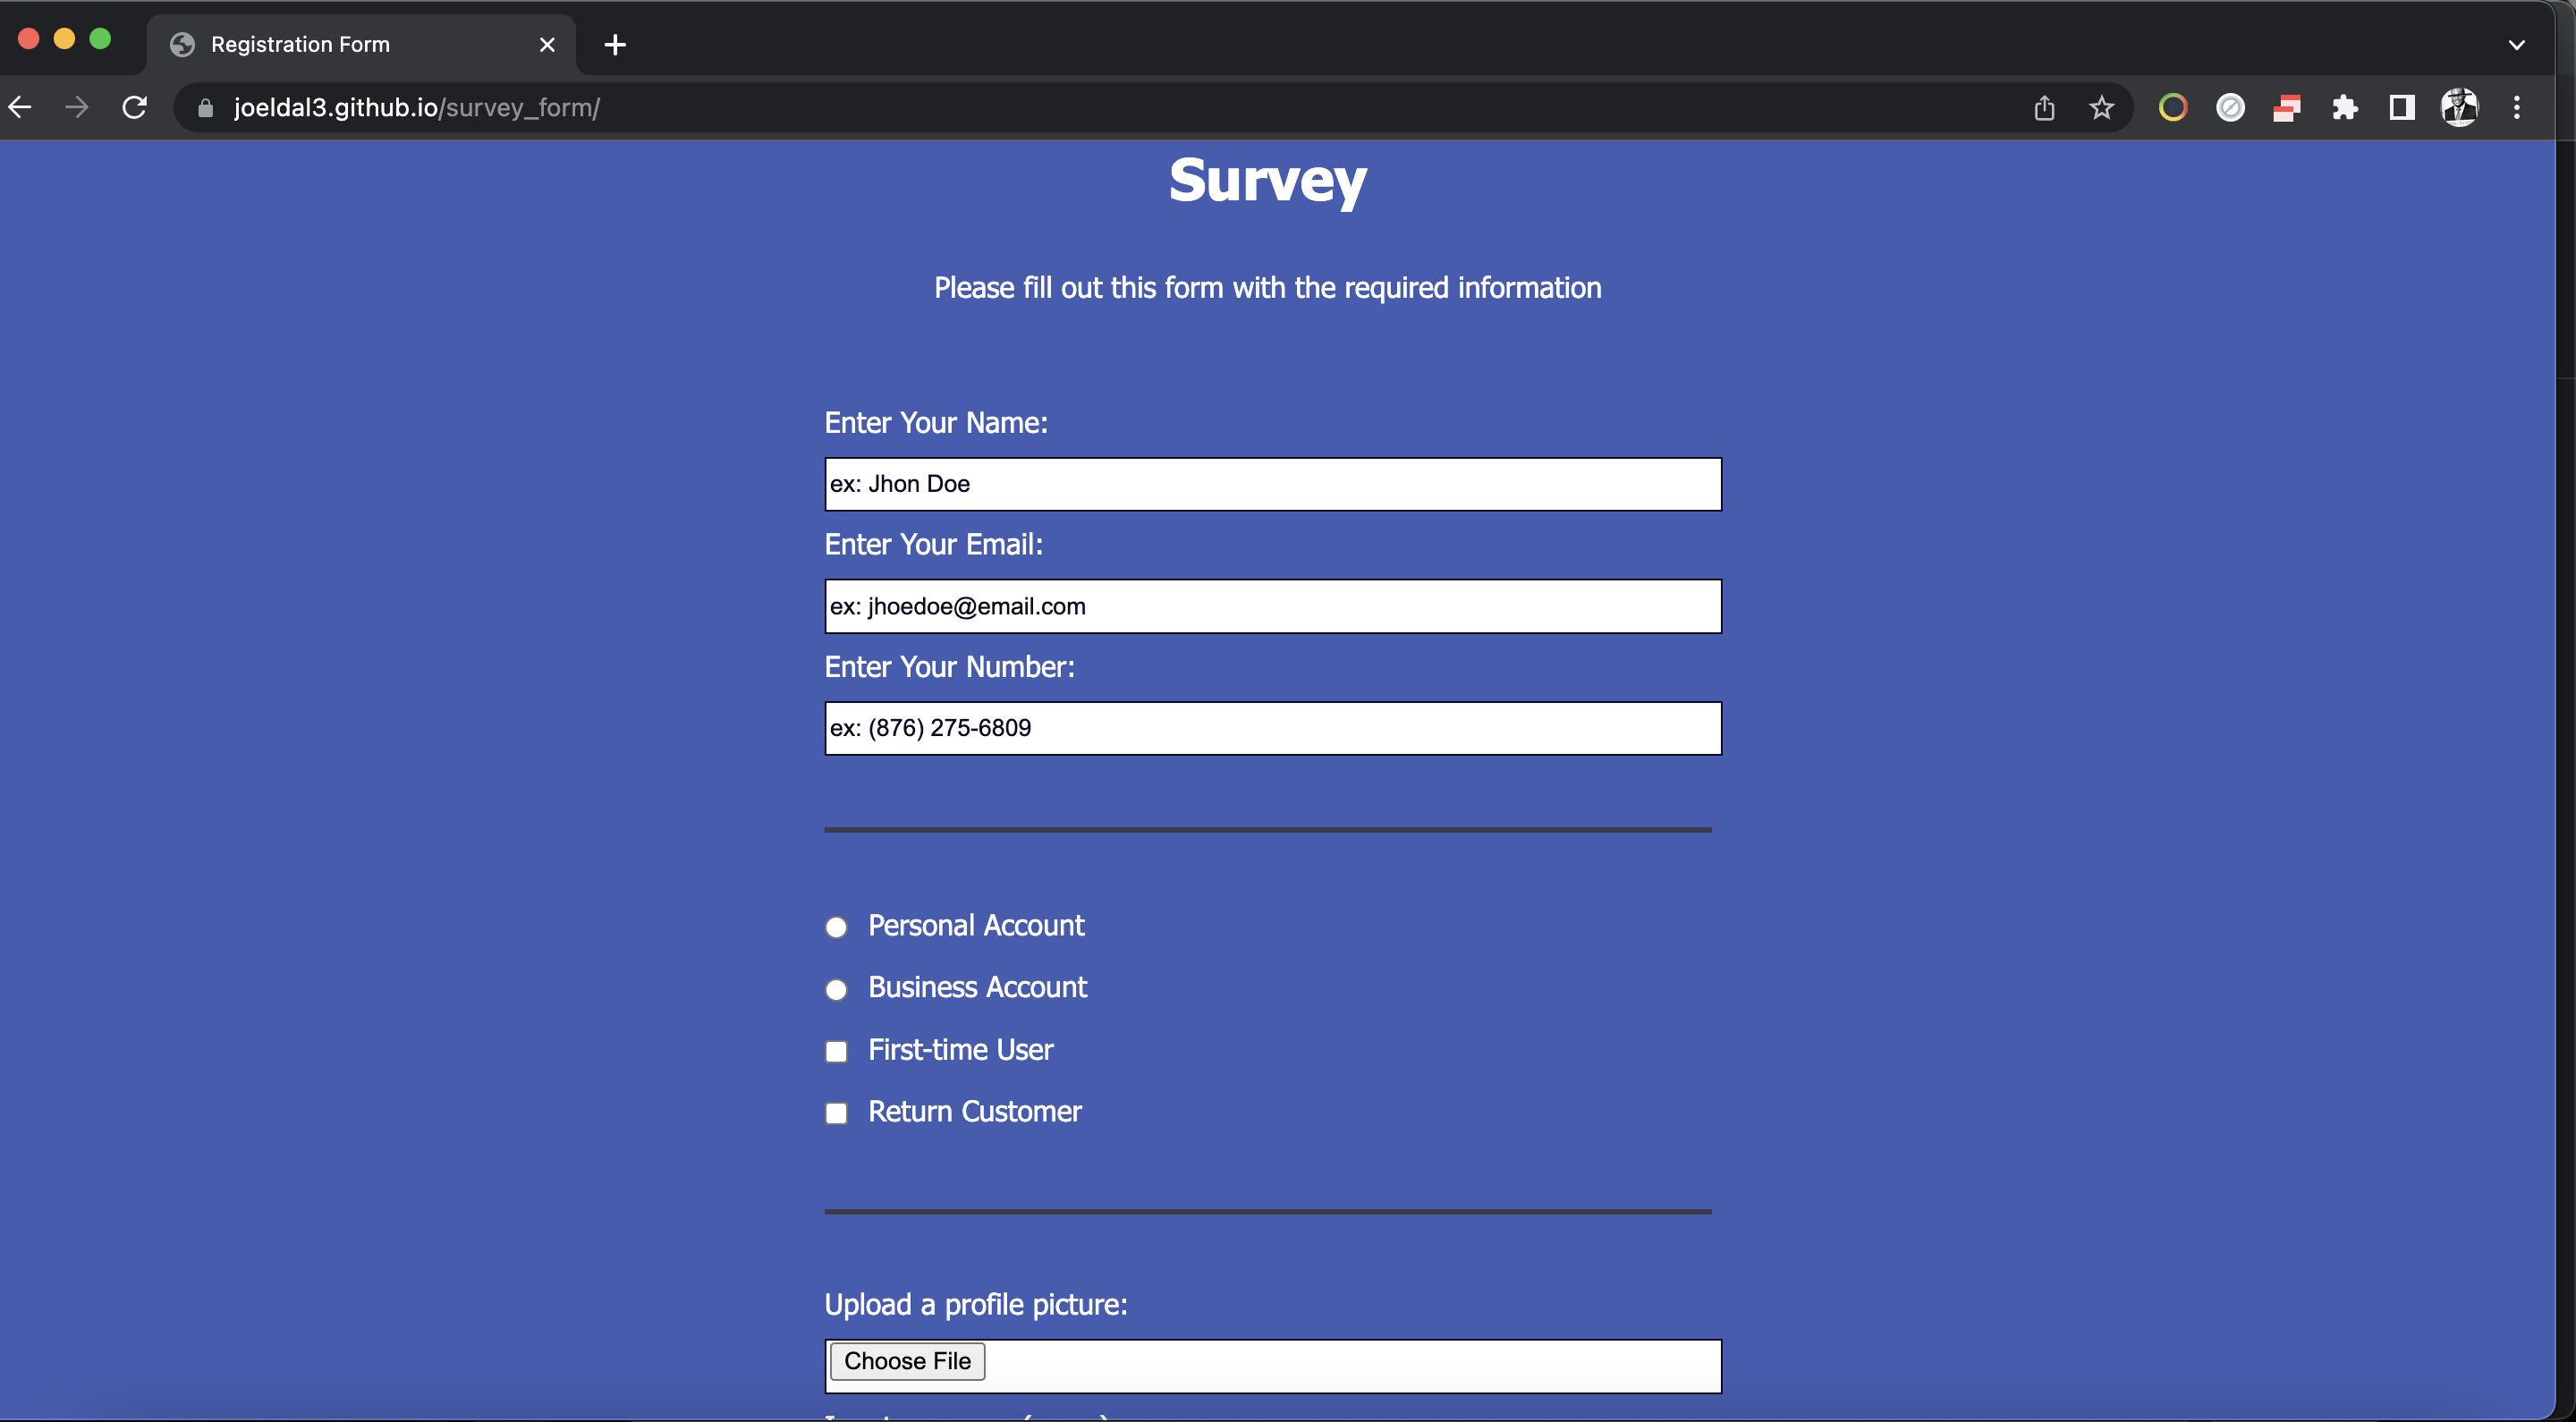 Registration Form
joeldal3.github.io/survey_form/
Survey
Please fill out this form with the required information
Enter Your Name:
ex: Jhon Doe
Enter Your Email:
ex: jhoedoe@email.com
Enter Your Number:
ex: (876) 275-6809
Personal Account
Business Account
First-time User
Return Customer
Upload a profile picture:
Choose File